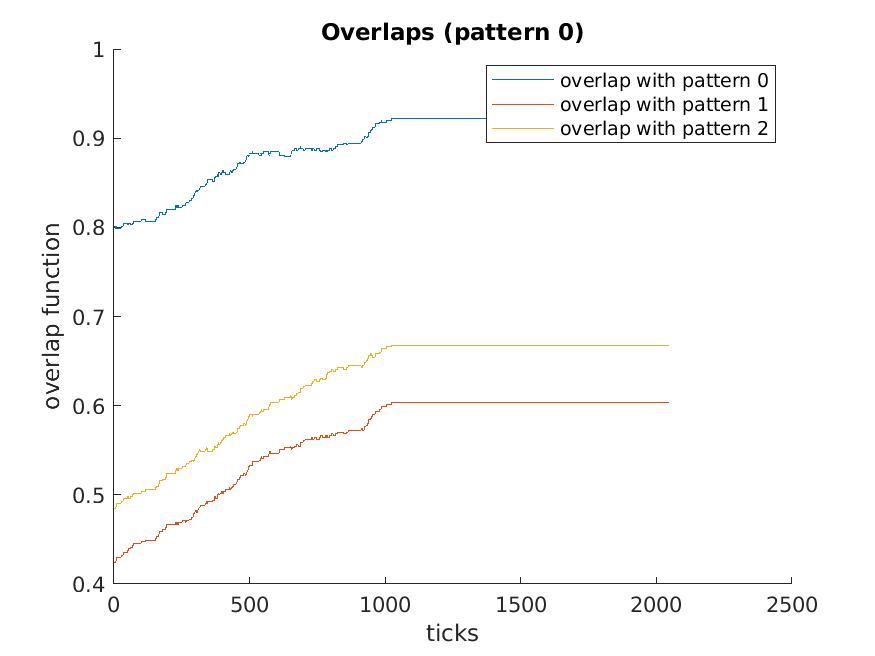 Overlaps (pattern 0)
1
0.9
0.8
0.7
0.6
0.5
0.4
overlap function
overlap with pattern 0
overlap with pattern 1
overlap with pattern 2
0 500 1000 1500 2000 2500
ticks